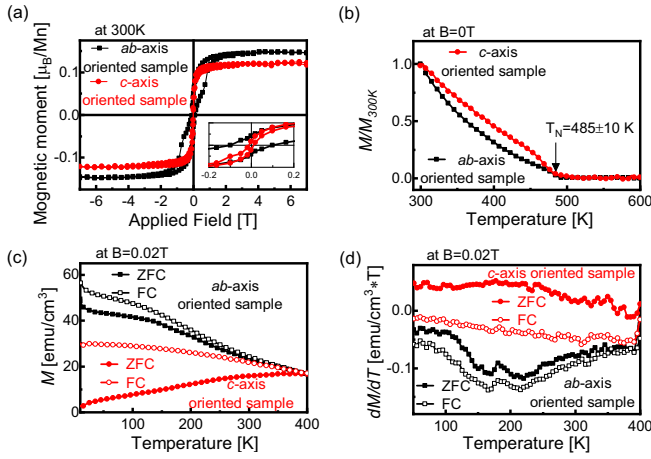 (a)
at 300K
Magnetic moment [μB/Mn]
0.1
0.0
-0.1
ab-axis
oriented sample
c-axis
oriented sample
-0.2 0.0 0.2
-6 -4 -2 0 2 4 6
Applied Field [T]
(b)
at B=0T
M/M300K
1.0
0.5
0.0
c-axis
oriented sample
TN=485±10 K
ab-axis
oriented sample
300 400 500 600
Temperature [K]
(c)
at B=0.02T
M [emu/cm3]
60
40
20
0
ZFC
FC
ab-axis
oriented sample
ZFC
FC
c-axis
oriented sample
100 200 300 400
Temperature [K]
(d)
at B=0.02T
dM/dT [emu/cm3*T]
0.0
-0.1
c-axis oriented sample
ZFC
FC
ZFC
FC
ab-axis
oriented sample
100 200 300 400
Temperature [K]